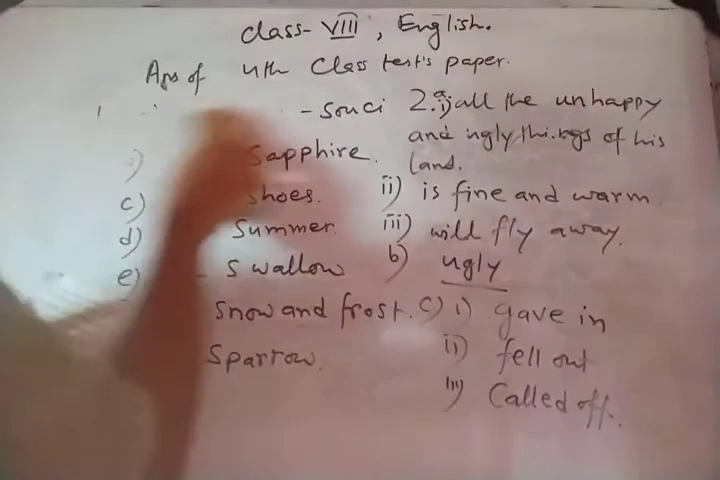 class- VIII, English.
Ans of 4th Class test's paper.
1 - souci
) Sapphire.
c) shoes.
d) Summer.
e) - Swallow
snow and frost.
Sparrow.
2. a) i) all the unhappy
and ugly things of his
land.
ii) is fine and warm.
iii) will fly away.
b) ugly
c) i) gave in
ii) fell out
iii) Called off.